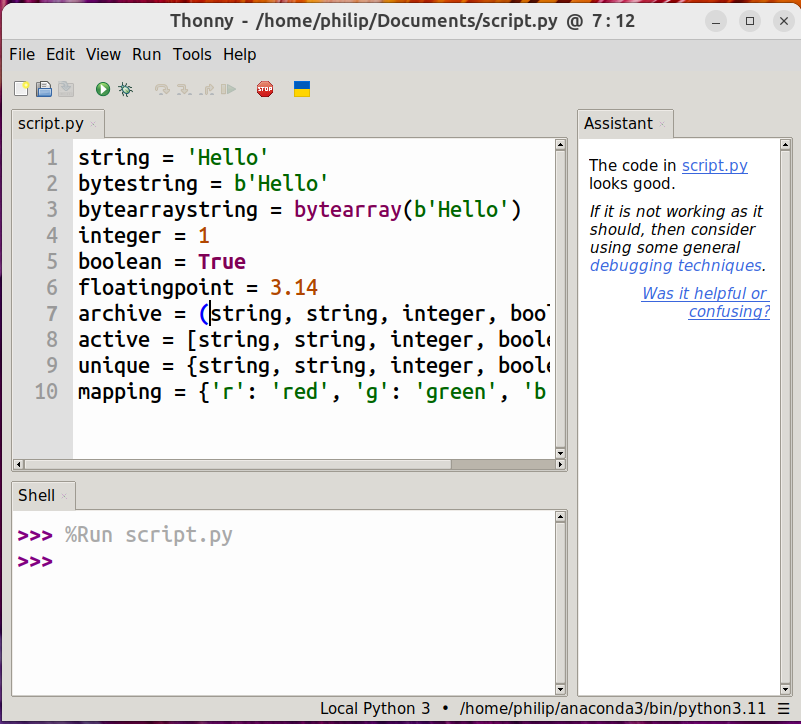 Thonny - /home/philip/Documents/script.py @ 7:12
File Edit View Run Tools Help
STOP
script.py
1 string = 'Hello'
2 bytestring = b'Hello'
3 bytearraystring = bytearray(b'Hello')
4 integer = 1
5 boolean = True
6 floatingpoint = 3.14
7 archive = (string, string, integer, bool
8 active = [string, string, integer, boole
9 unique = {string, string, integer, boole
10 mapping = {'r': 'red', 'g': 'green', 'b
Shell
>>> %Run script.py
>>>
Assistant
The code in script.py
looks good.
If it is not working as it
should, then consider
using some general
debugging techniques.
Was it helpful or
confusing?
Local Python 3 • /home/philip/anaconda3/bin/python3.11 ☰